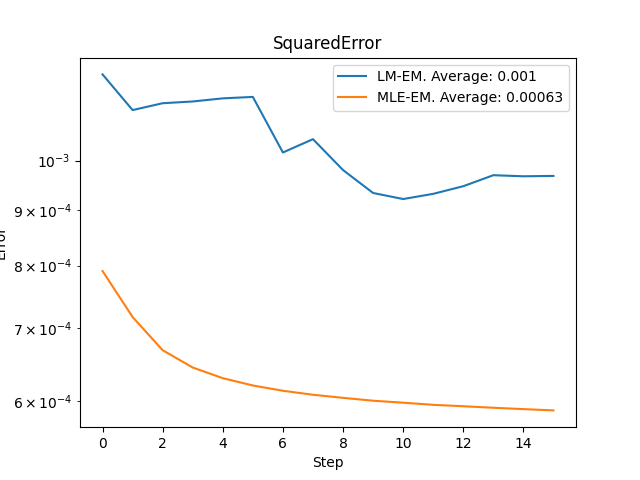 SquaredError
LM-EM. Average: 0.001
MLE-EM. Average: 0.00063
Error
10⁻³
9 × 10⁻⁴
8 × 10⁻⁴
7 × 10⁻⁴
6 × 10⁻⁴
0 2 4 6 8 10 12 14
Step